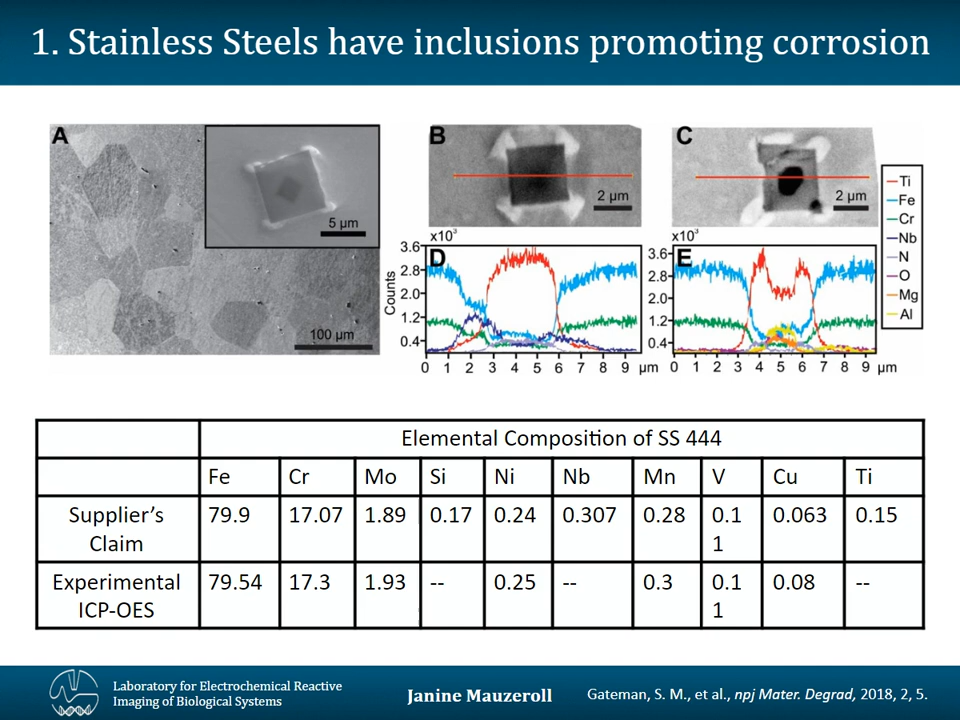 1. Stainless Steels have inclusions promoting corrosion
A
5 µm
100 µm
B
2 µm
C
2 µm
x10³
D
3.6
2.8
2.0
1.2
0.4
Counts
0 1 2 3 4 5 6 7 8 9 µm
x10³
E
3.6
2.8
2.0
1.2
0.4
0 1 2 3 4 5 6 7 8 9 µm
Ti
Fe
Cr
Nb
N
O
Mg
Al
Elemental Composition of SS 444
Fe Cr Mo Si Ni Nb Mn V Cu Ti
Supplier's 79.9 17.07 1.89 0.17 0.24 0.307 0.28 0.1 0.063 0.15
Claim 1
Experimental 79.54 17.3 1.93 -- 0.25 -- 0.3 0.1 0.08 --
ICP-OES 1
Laboratory for Electrochemical Reactive
Imaging of Biological Systems
Janine Mauzeroll
Gateman, S. M., et al., npj Mater. Degrad, 2018, 2, 5.